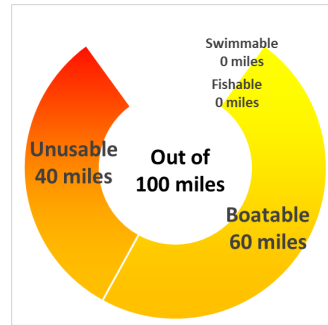 Swimmable
0 miles
Fishable
0 miles
Unusable
40 miles
Out of
100 miles
Boatable
60 miles